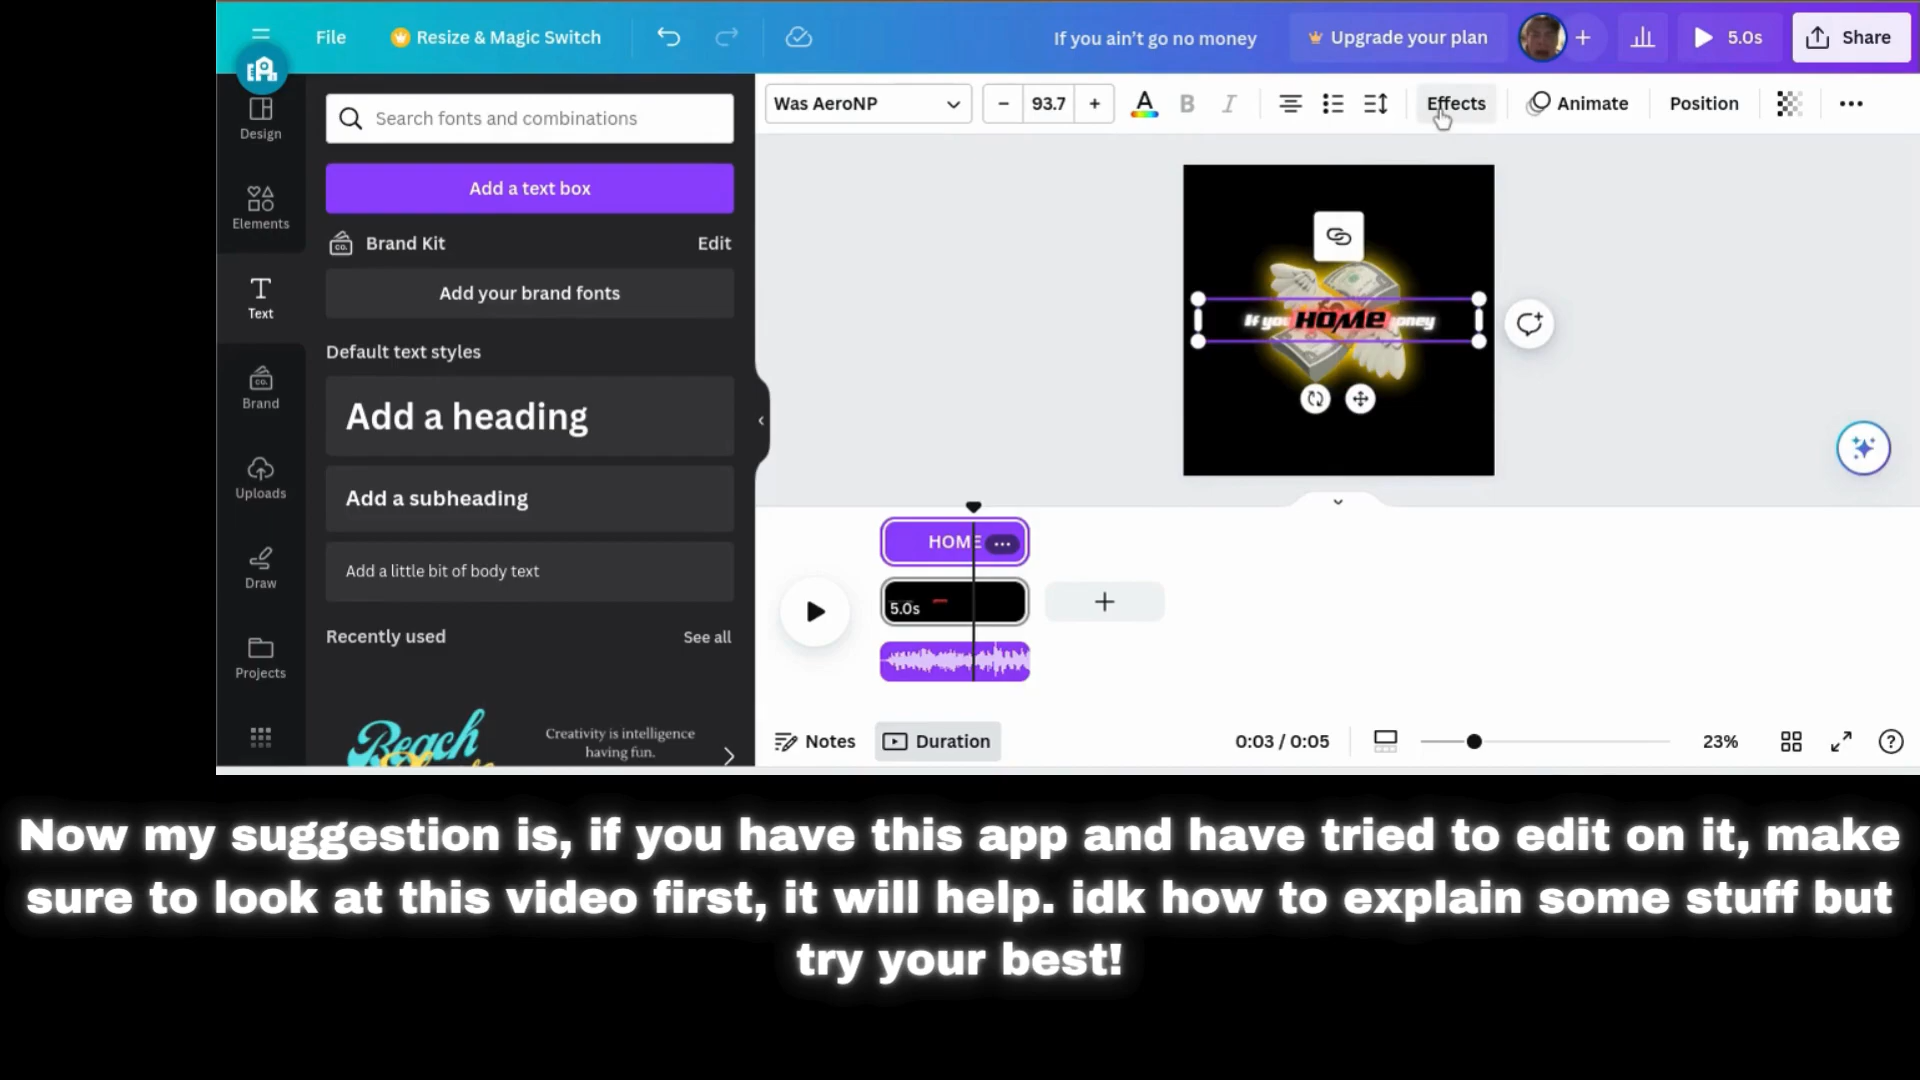 File
Resize & Magic Switch
If you ain't go no money
Upgrade your plan
5.0s
Share
Design
Elements
Text
Brand
Uploads
Draw
Projects
Search fonts and combinations
Add a text box
Brand Kit
Edit
Add your brand fonts
Default text styles
Add a heading
Add a subheading
Add a little bit of body text
Recently used
See all
Beach
Creativity is intelligence
having fun.
Was AeroNP
93.7
A
B
I
Effects
Animate
Position
If you HOME oney
HOME
5.0s
Notes
Duration
0:03 / 0:05
23%
Now my suggestion is, if you have this app and have tried to edit on it, make
sure to look at this video first, it will help. idk how to explain some stuff but
try your best!